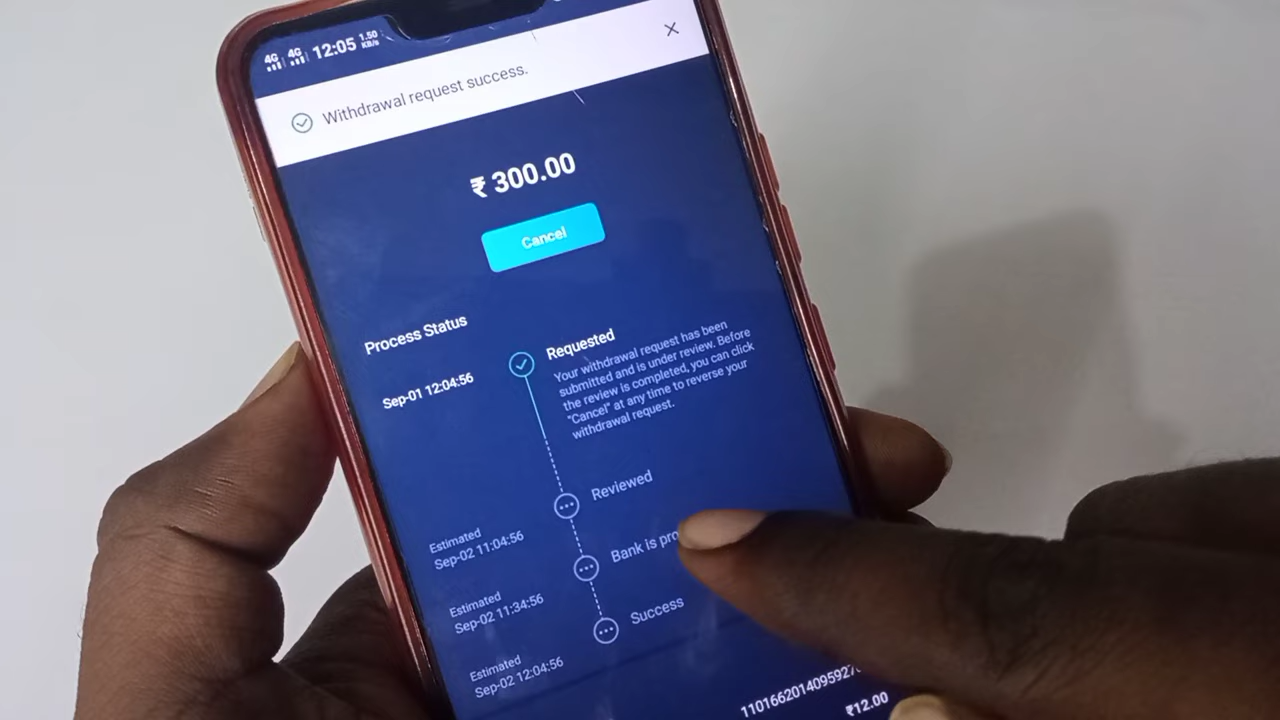 4G 4G 12:05 1.50 KB/s
Withdrawal request success.
₹ 300.00
Cancel
Process Status
Sep-01 12:04:56
Requested
Your withdrawal request has been
submitted and is under review. Before
the review is completed, you can click
"Cancel" at any time to reverse your
withdrawal request.
Reviewed
Estimated
Sep-02 11:04:56
Bank is pro
Estimated
Sep-02 11:34:56
Success
Estimated
Sep-02 12:04:56
₹12.00